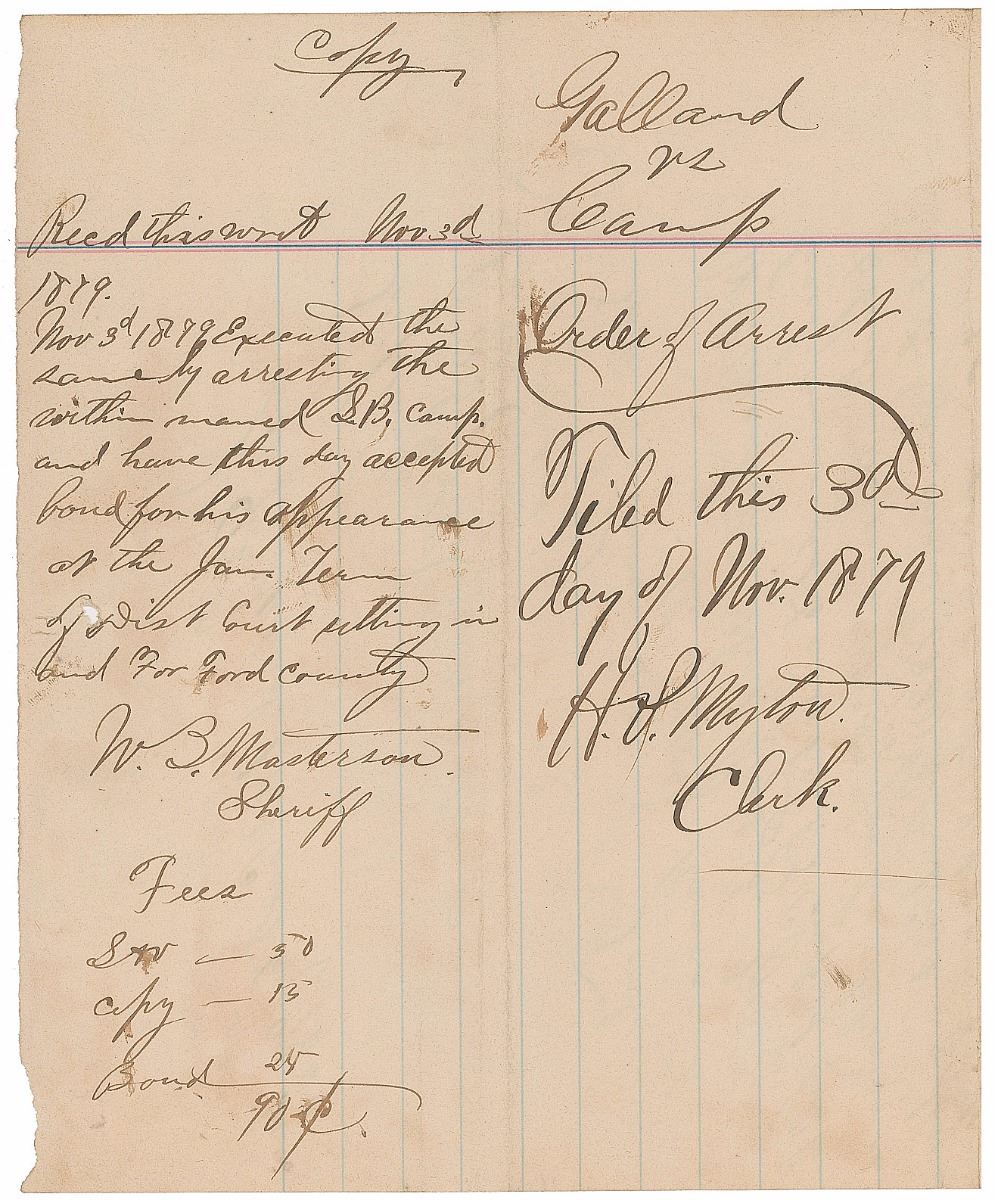 Copy
Recd this writ Nov 3d
1879.
Nov 3d 1879 Executed the
same by arresting the
within named S.B. Camp.
and have this day accepted
bond for his appearance
at the Jan. Term
of Dist Court sitting in
and For Ford County
W. B. Masterson.
Sheriff
Fees
— 50
Copy — 15
Bond 25
90 ¢.
Galland
vs
Camp
Order of Arrest
Filed this 3d
day of Nov. 1879
H. P. Myton.
Clerk.